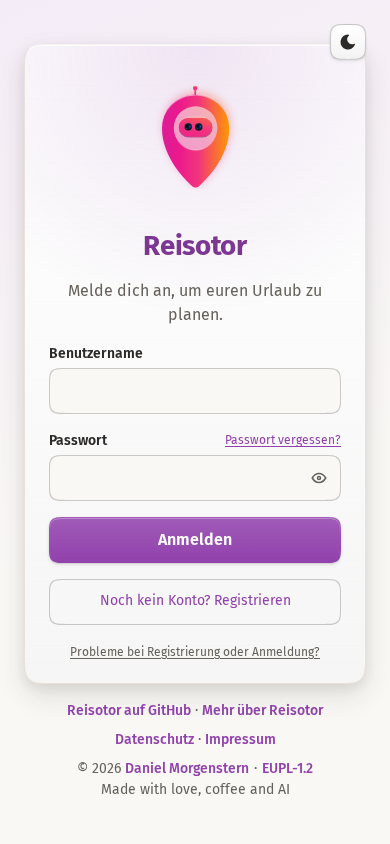 Reisotor
Melde dich an, um euren Urlaub zu
planen.
Benutzername
Passwort
Passwort vergessen?
Anmelden
Noch kein Konto? Registrieren
Probleme bei Registrierung oder Anmeldung?
Reisotor auf GitHub · Mehr über Reisotor
Datenschutz · Impressum
© 2026 Daniel Morgenstern · EUPL-1.2
Made with love, coffee and AI